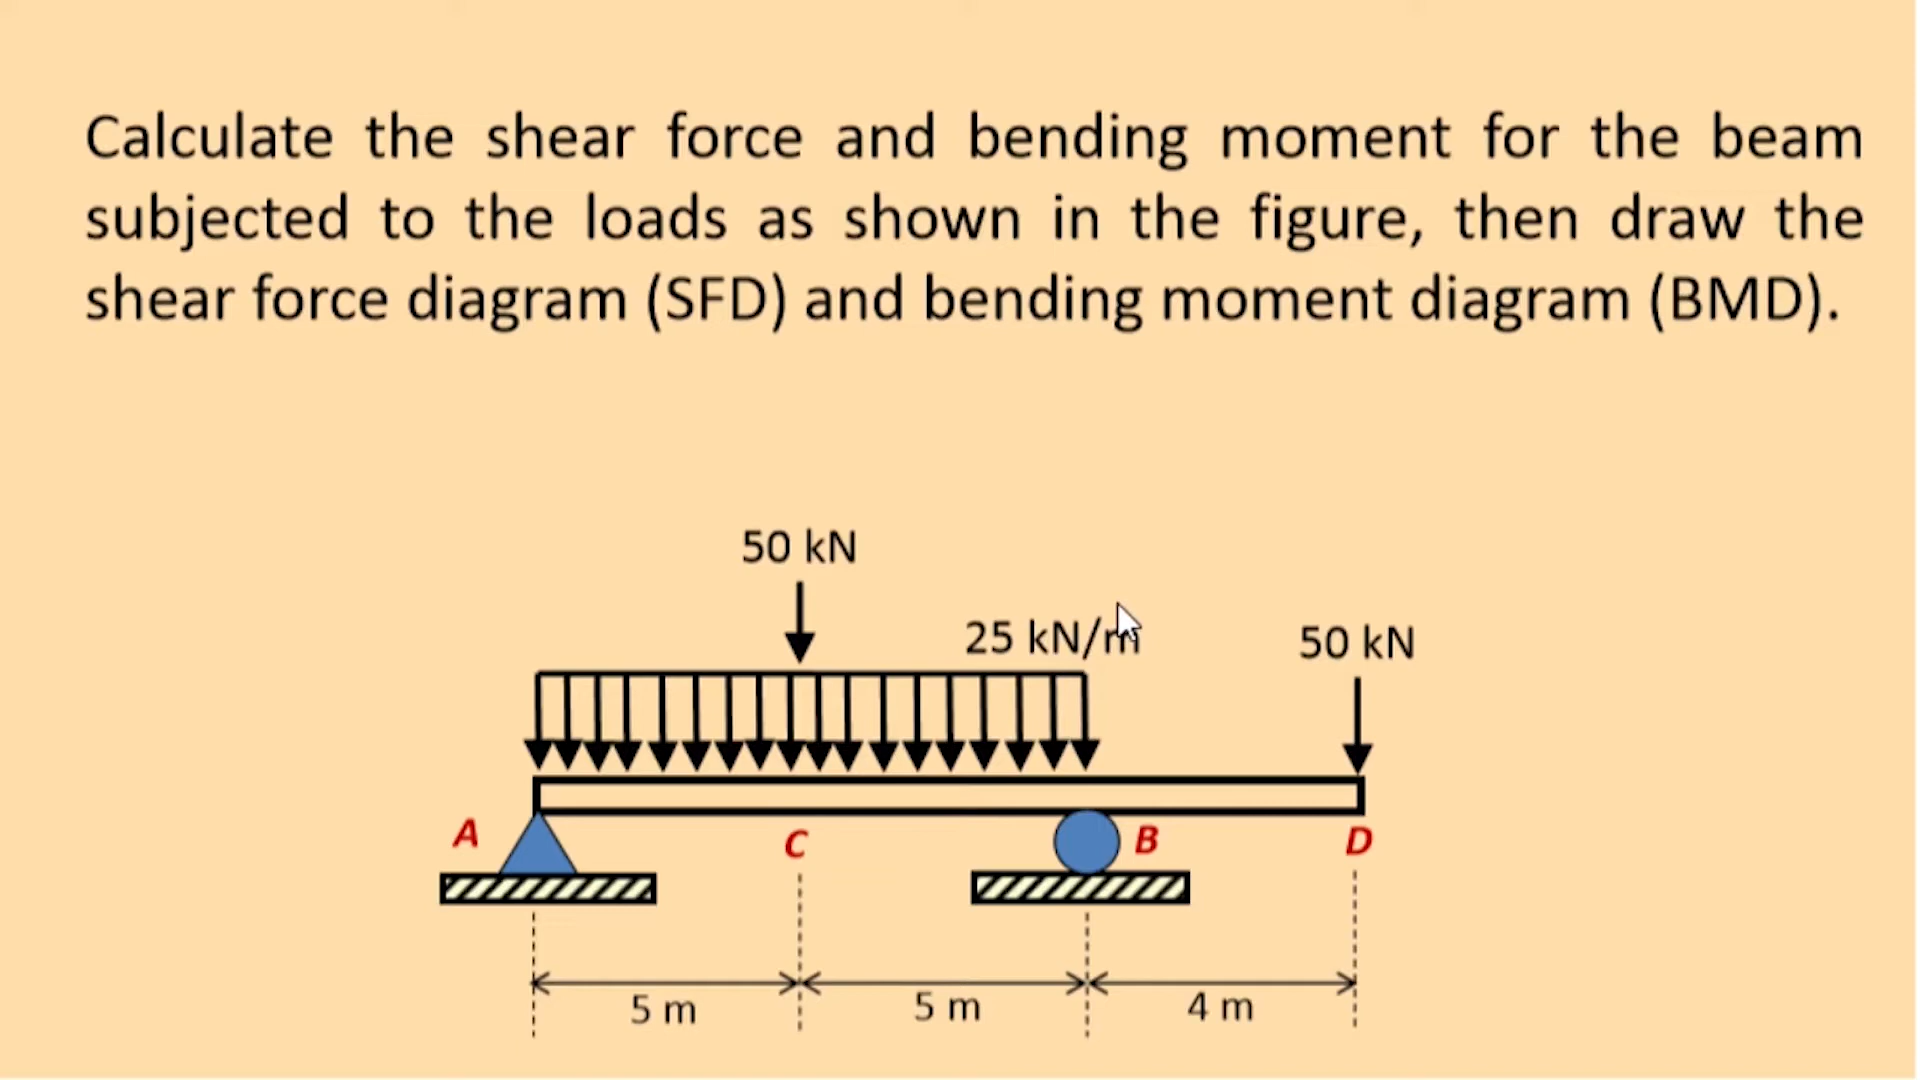 Calculate the shear force and bending moment for the beam
subjected to the loads as shown in the figure, then draw the
shear force diagram (SFD) and bending moment diagram (BMD).
50 kN
25 kN/m
50 kN
A
C
B
D
5 m
5 m
4 m